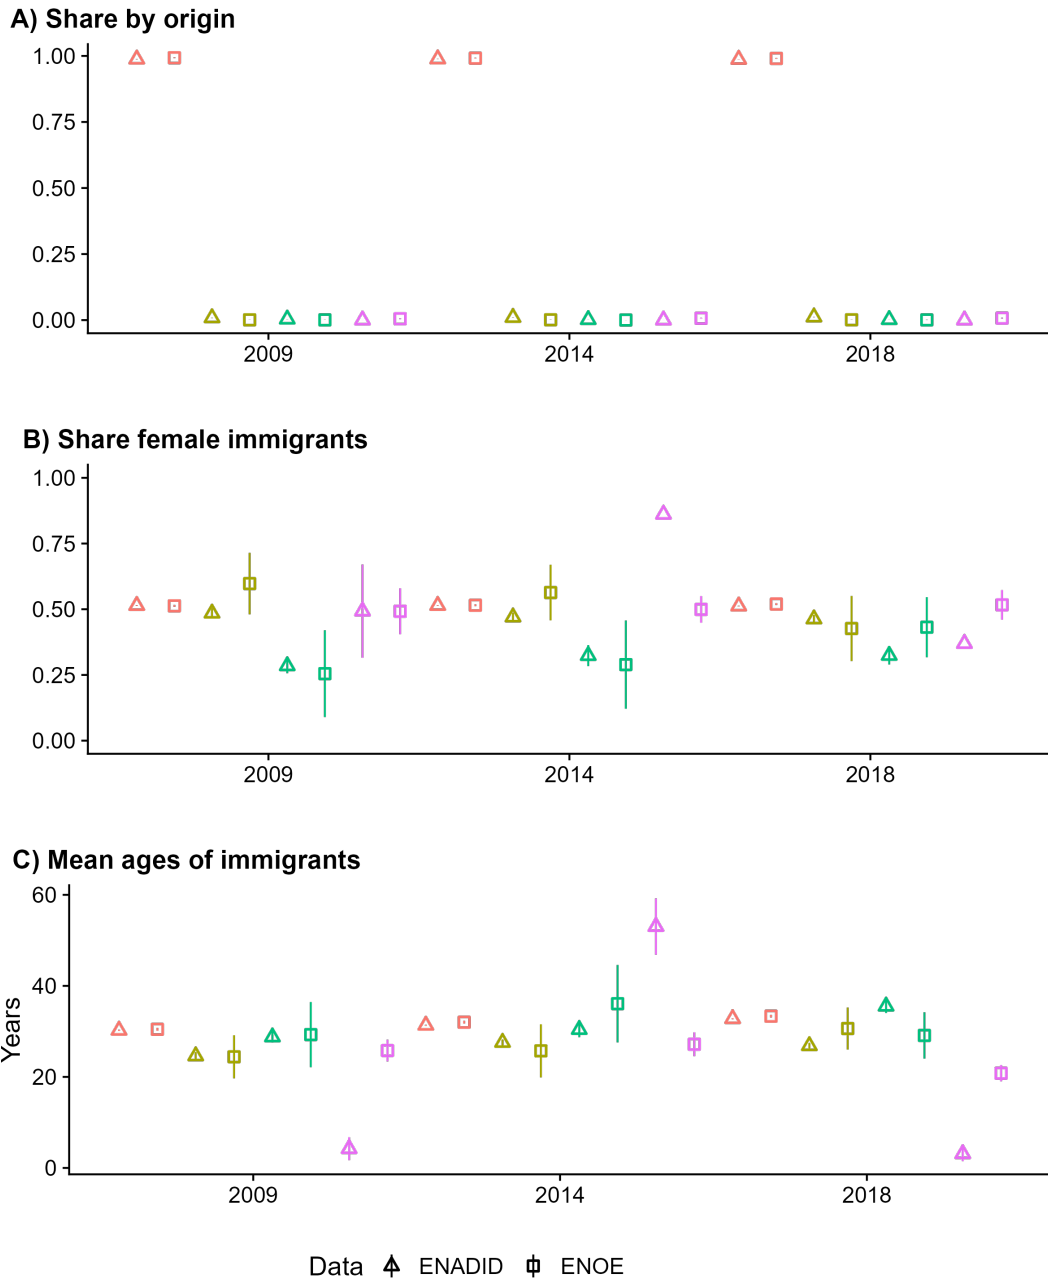 A) Share by origin
1.00
0.75
0.50
0.25
0.00
2009 2014 2018
B) Share female immigrants
1.00
0.75
0.50
0.25
0.00
2009 2014 2018
C) Mean ages of immigrants
60
40
20
0
Years
2009 2014 2018
Data ENADID ENOE